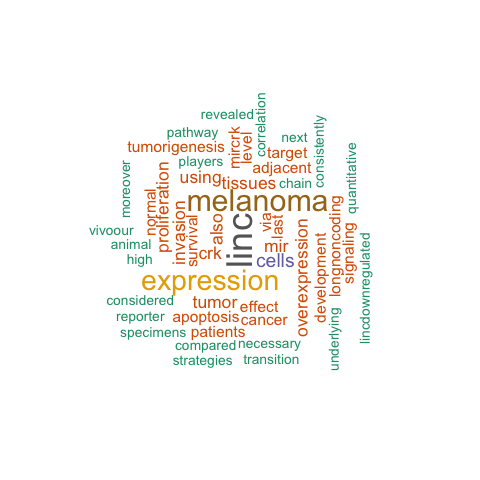 revealed
correlation
pathway
mircrk
level
next
consistently
tumorigenesis
target
players
adjacent
moreover
using
tissues
chain
quantitative
normal
proliferation
melanoma
vivoour
invasion
survival
also
linc
via
last
longnoncoding
animal
crk
mir
signaling
high
cells
overexpression
development
lincdownregulated
expression
considered
tumor
effect
reporter
apoptosis
cancer
underlying
specimens
patients
compared
necessary
strategies
transition